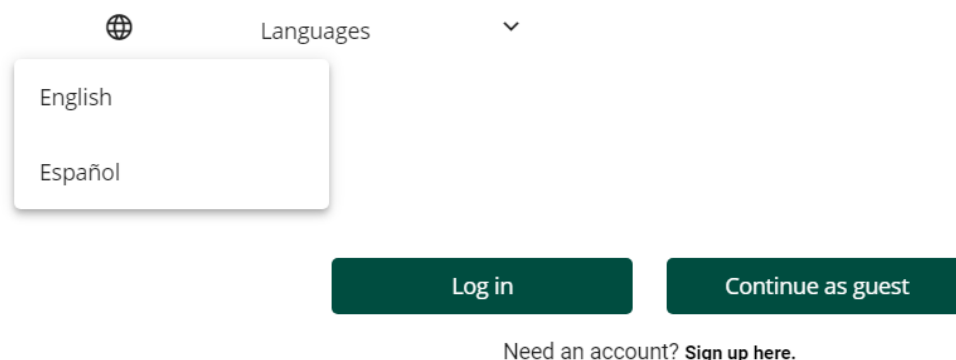 Languages
English
Español
Log in
Continue as guest
Need an account? Sign up here.